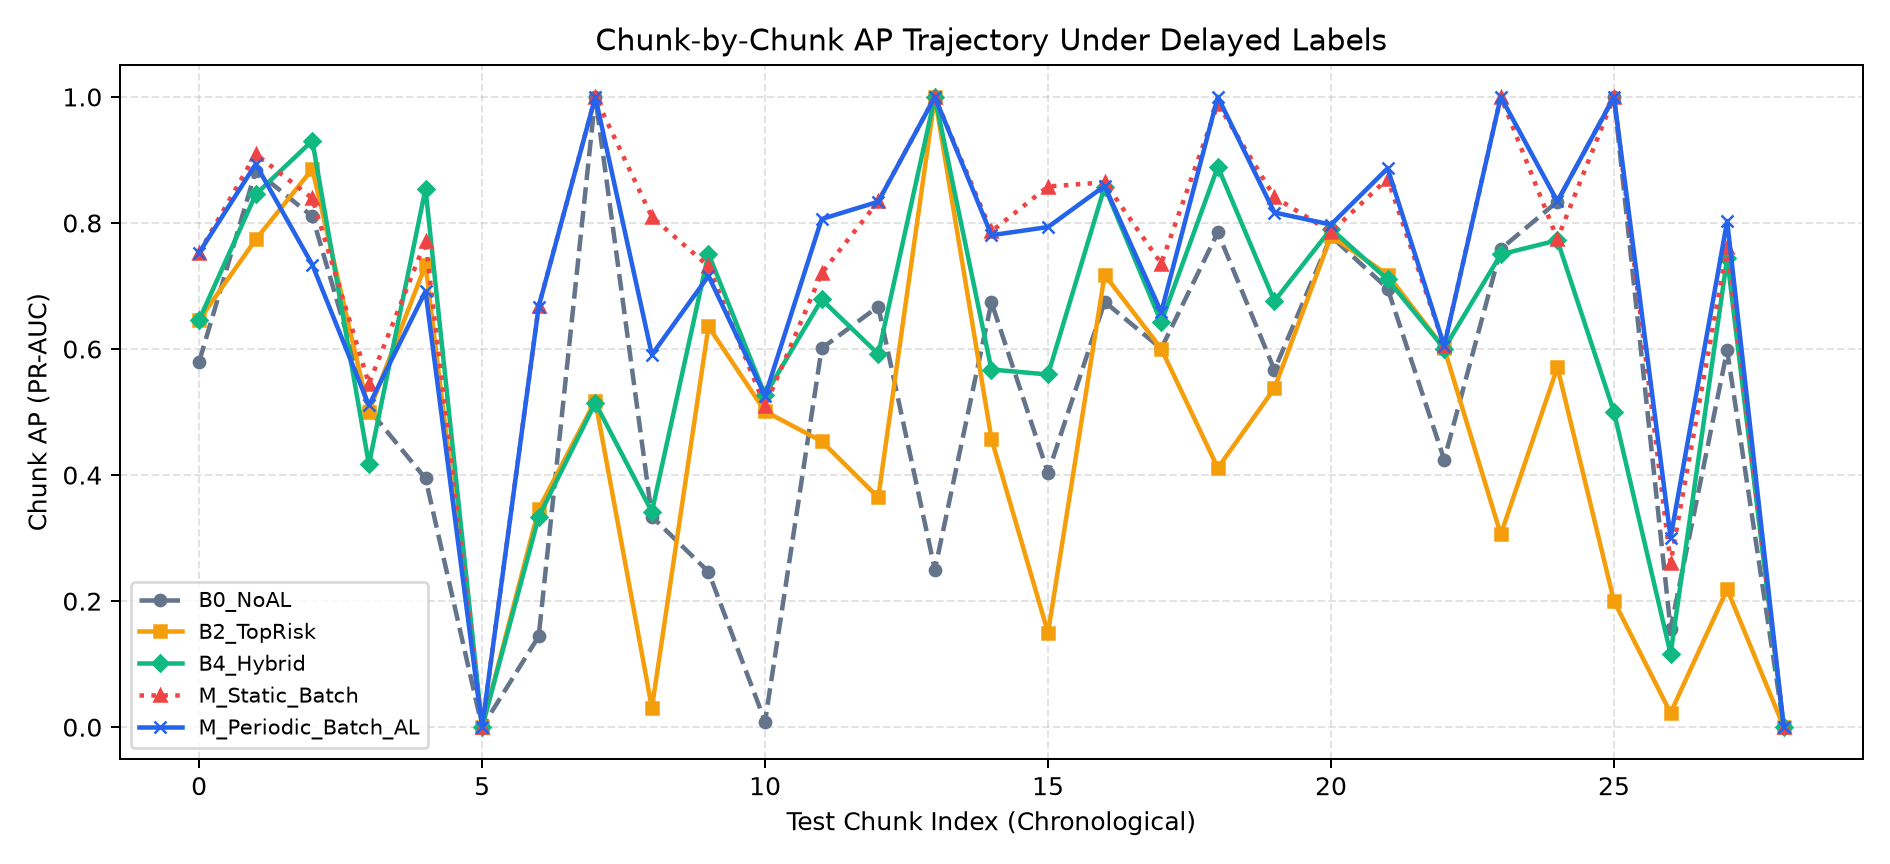 Chunk-by-Chunk AP Trajectory Under Delayed Labels
Chunk AP (PR-AUC)
1.0
0.8
0.6
0.4
0.2
0.0
B0_NoAL
B2_TopRisk
B4_Hybrid
M_Static_Batch
M_Periodic_Batch_AL
0 5 10 15 20 25
Test Chunk Index (Chronological)